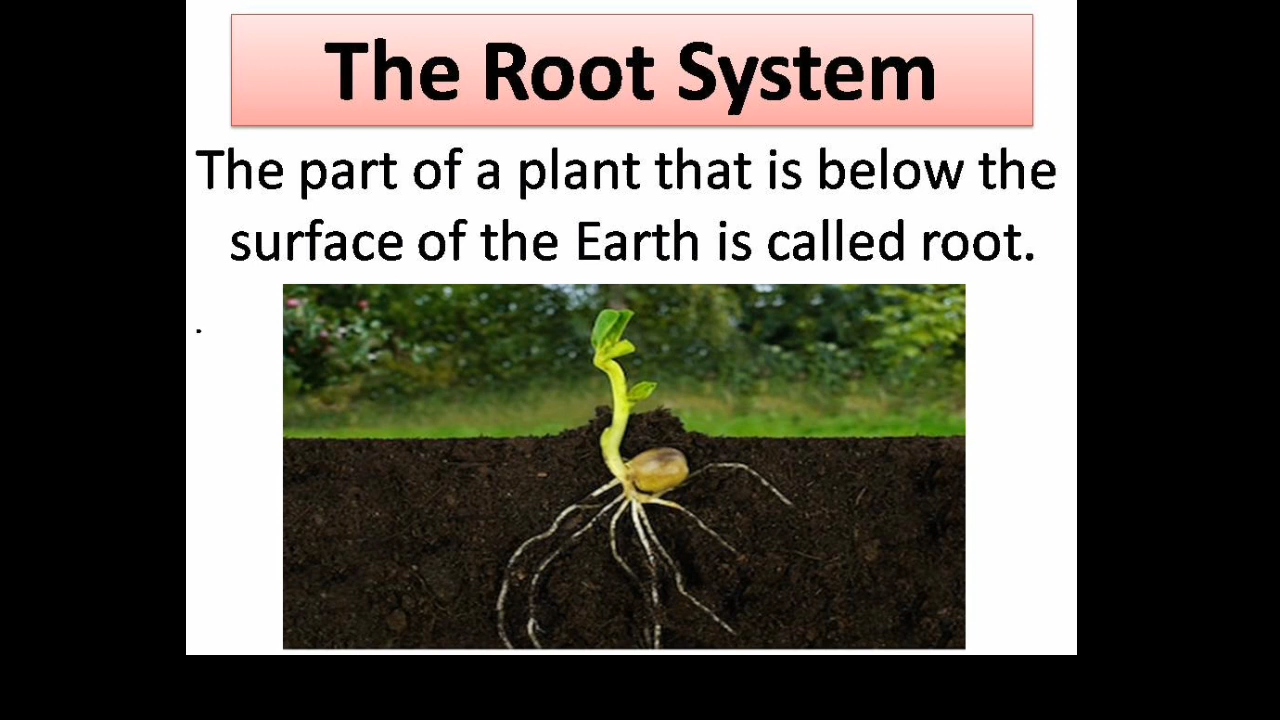 The Root System
The part of a plant that is below the
surface of the Earth is called root.
.